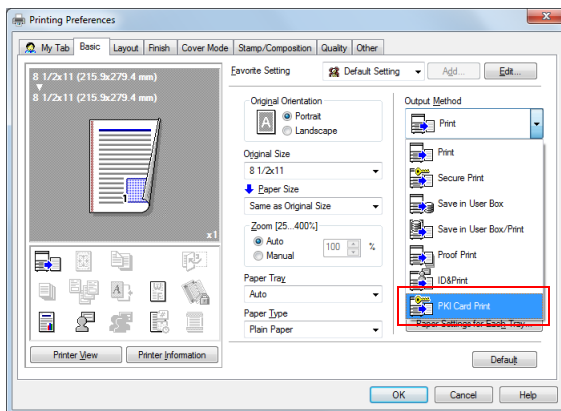 Printing Preferences
My Tab Basic Layout Finish Cover Mode Stamp/Composition Quality Other
8 1/2x11 (215.9x279.4 mm)
8 1/2x11 (215.9x279.4 mm)
1
x1
Printer View Printer Information
Favorite Setting Default Setting Add... Edit...
Original Orientation
A
Portrait
Landscape
Original Size
8 1/2x11
Paper Size
Same as Original Size
Zoom [25...400%]
Auto
Manual
100 %
Paper Tray
Auto
Paper Type
Plain Paper
Output Method
Print
Print
Secure Print
Save in User Box
Save in User Box/Print
Proof Print
ID&Print
PKI Card Print
Paper Settings for Each Tray...
Default
OK Cancel Help